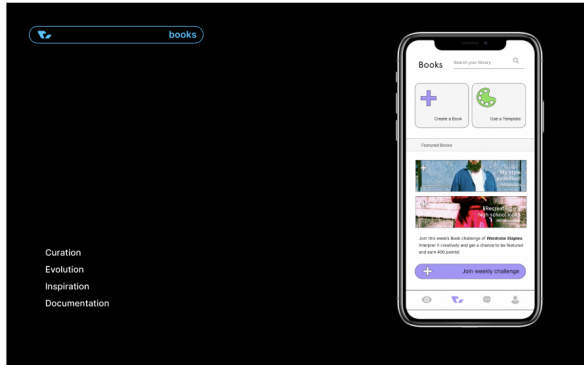 books
Curation
Evolution
Inspiration
Documentation
Books
Search your library
Create a Book
Use a Template
Featured Books
My style
evolution
Recreating my
high school looks
Join this week's Book challenge of Wardrobe Staples.
Interpret it creatively and get a chance to be featured
and earn 400 points!
Join weekly challenge